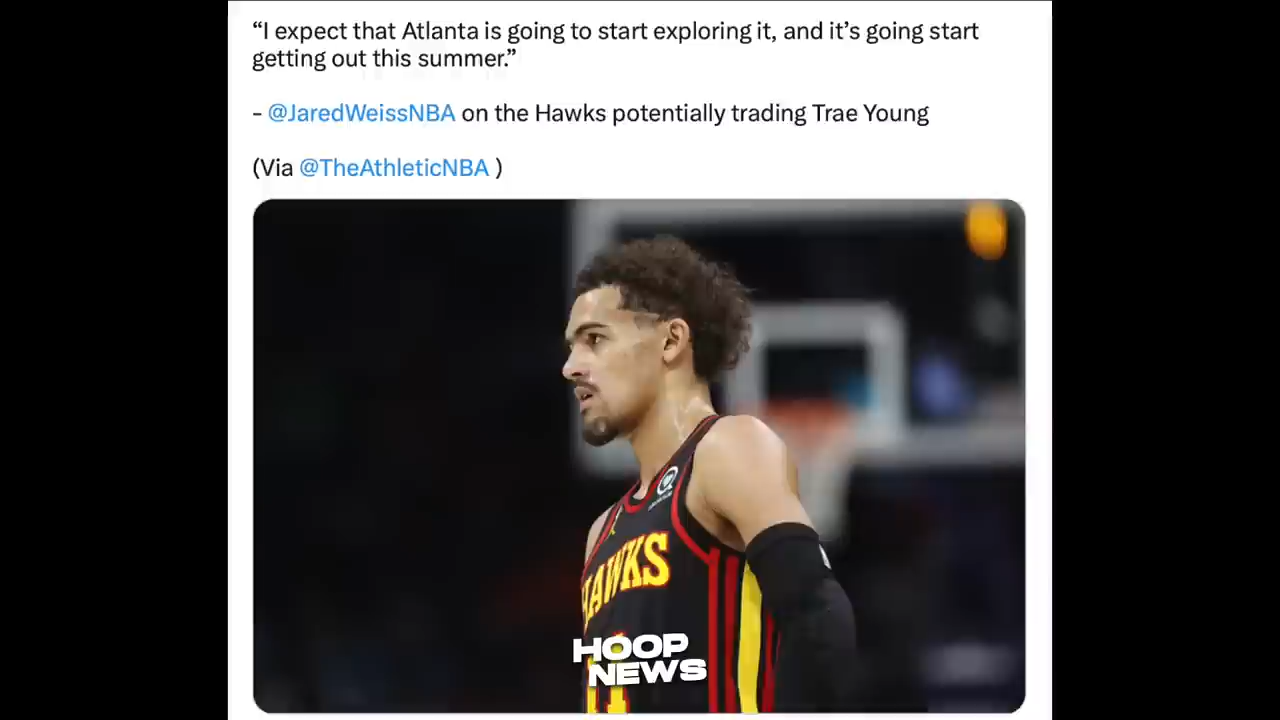 “I expect that Atlanta is going to start exploring it, and it’s going start
getting out this summer.”
- @JaredWeissNBA on the Hawks potentially trading Trae Young
(Via @TheAthleticNBA )
HAWKS
11
HOOP
NEWS